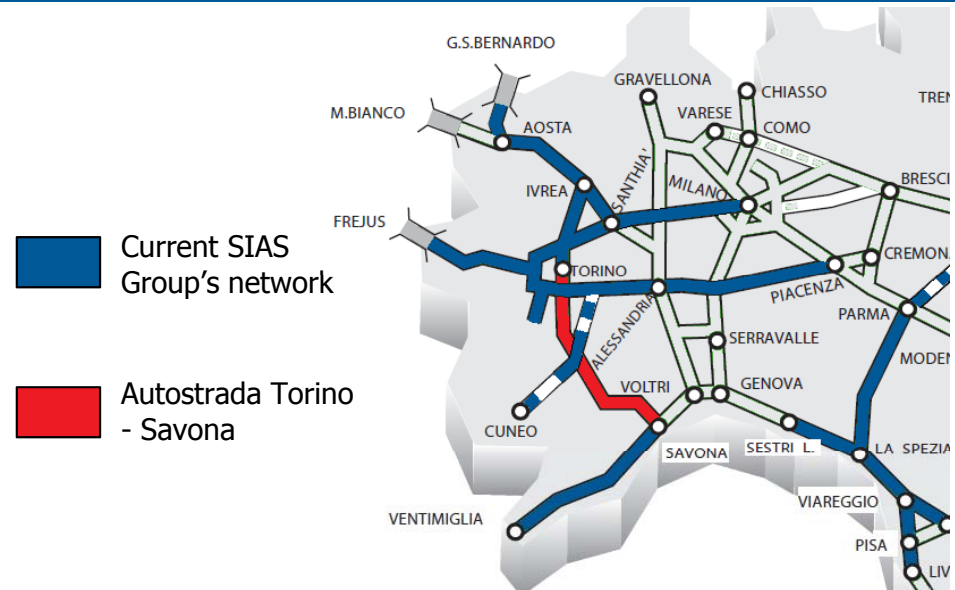 G.S.BERNARDO
GRAVELLONA
CHIASSO
TREN
M.BIANCO
VARESE
COMO
AOSTA
SANTHIA'
MILANO
BRESCI
IVREA
FREJUS
Current SIAS
Group's network
TORINO
CREMONA
PIACENZA
ALESSANDRIA
PARMA
SERRAVALLE
MODEN
Autostrada Torino
- Savona
VOLTRI
GENOVA
CUNEO
SAVONA
SESTRI L.
LA SPEZIA
VIAREGGIO
VENTIMIGLIA
PISA
LIV